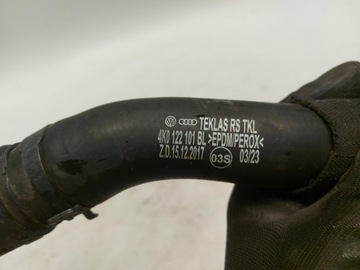 TEKLAS RS TKL
4K0 122 101 BL >EPDM/PEROX<
Z.D.15.12.2017 03S 03/23